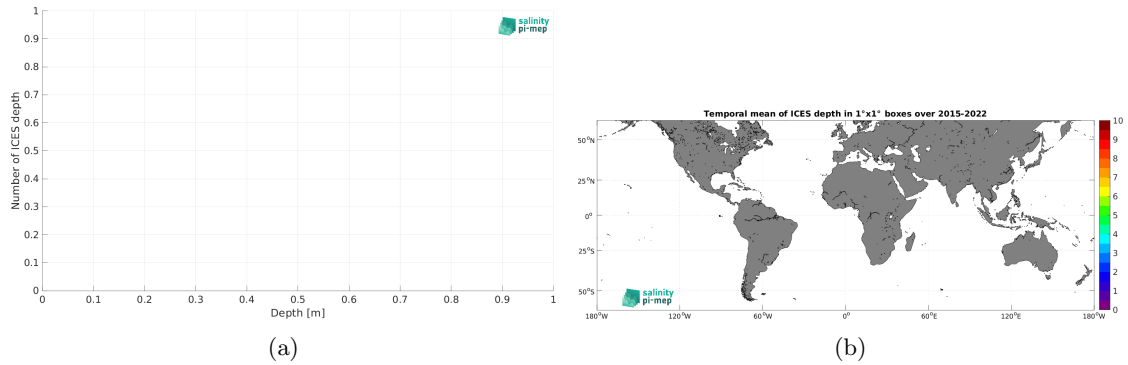 1
0.9
0.8
0.7
0.6
0.5
0.4
0.3
0.2
0.1
0
Number of ICES depth
0 0.1 0.2 0.3 0.4 0.5 0.6 0.7 0.8 0.9 1
Depth [m]
salinity
pi-mep
(a)
Temporal mean of ICES depth in 1°x1° boxes over 2015-2022
50°N
25°N
0°
25°S
50°S
180°W 120°W 60°W 0° 60°E 120°E 180°W
salinity
pi-mep
10
9
8
7
6
5
4
3
2
1
0
(b)